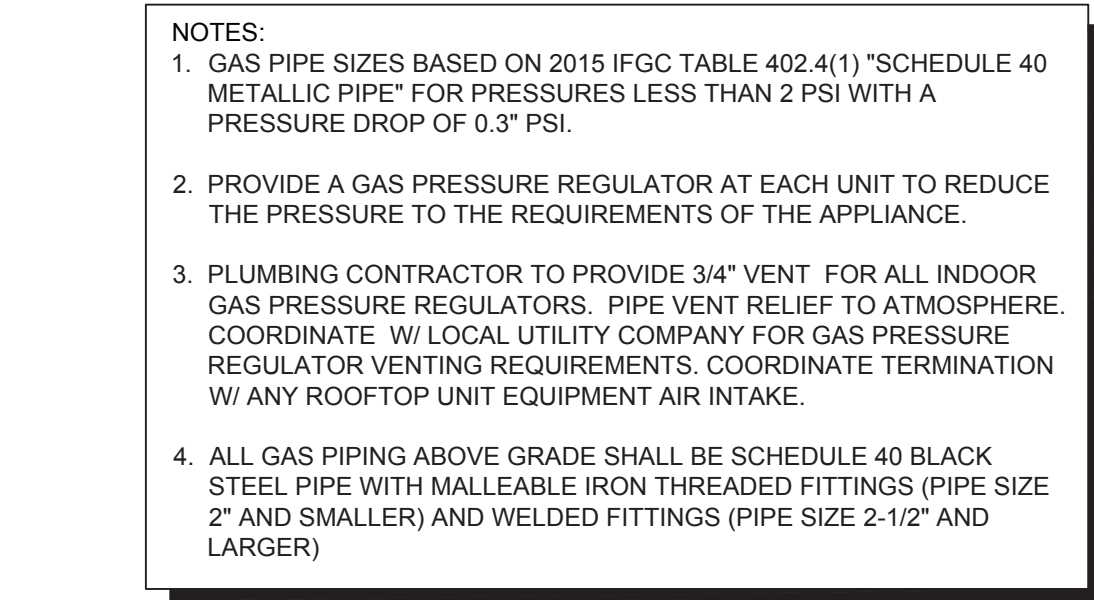 NOTES:
1. GAS PIPE SIZES BASED ON 2015 IFGC TABLE 402.4(1) "SCHEDULE 40
METALLIC PIPE" FOR PRESSURES LESS THAN 2 PSI WITH A
PRESSURE DROP OF 0.3" PSI.
2. PROVIDE A GAS PRESSURE REGULATOR AT EACH UNIT TO REDUCE
THE PRESSURE TO THE REQUIREMENTS OF THE APPLIANCE.
3. PLUMBING CONTRACTOR TO PROVIDE 3/4" VENT FOR ALL INDOOR
GAS PRESSURE REGULATORS. PIPE VENT RELIEF TO ATMOSPHERE.
COORDINATE W/ LOCAL UTILITY COMPANY FOR GAS PRESSURE
REGULATOR VENTING REQUIREMENTS. COORDINATE TERMINATION
W/ ANY ROOFTOP UNIT EQUIPMENT AIR INTAKE.
4. ALL GAS PIPING ABOVE GRADE SHALL BE SCHEDULE 40 BLACK
STEEL PIPE WITH MALLEABLE IRON THREADED FITTINGS (PIPE SIZE
2" AND SMALLER) AND WELDED FITTINGS (PIPE SIZE 2-1/2" AND
LARGER)